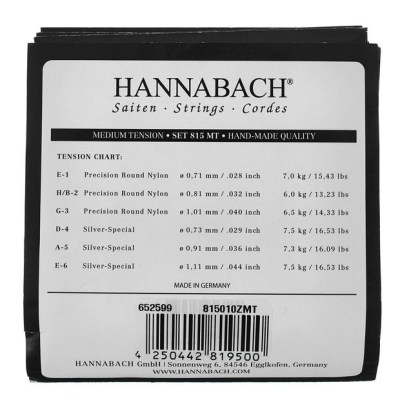 HANNABACH®
Saiten · Strings · Cordes
MEDIUM TENSION • SET 815 MT • HAND-MADE QUALITY
TENSION CHART:
E-1 Precision Round Nylon ø 0,71 mm / .028 inch 7,0 kg / 15,43 lbs
H/B-2 Precision Round Nylon ø 0,81 mm / .032 inch 6,0 kg / 13,23 lbs
G-3 Precision Round Nylon ø 1,01 mm / .040 inch 6,5 kg / 14,33 lbs
D-4 Silver-Special ø 0,73 mm / .029 inch 7,5 kg / 16,53 lbs
A-5 Silver-Special ø 0,91 mm / .036 inch 7,3 kg / 16,09 lbs
E-6 Silver-Special ø 1,11 mm / .044 inch 7,5 kg / 16,53 lbs
MADE IN GERMANY
652599 815010ZMT
4 250442 819500
HANNABACH GmbH | Sonnenweg 6, 84546 Egglkofen, Germany
WWW.HANNABACH.COM